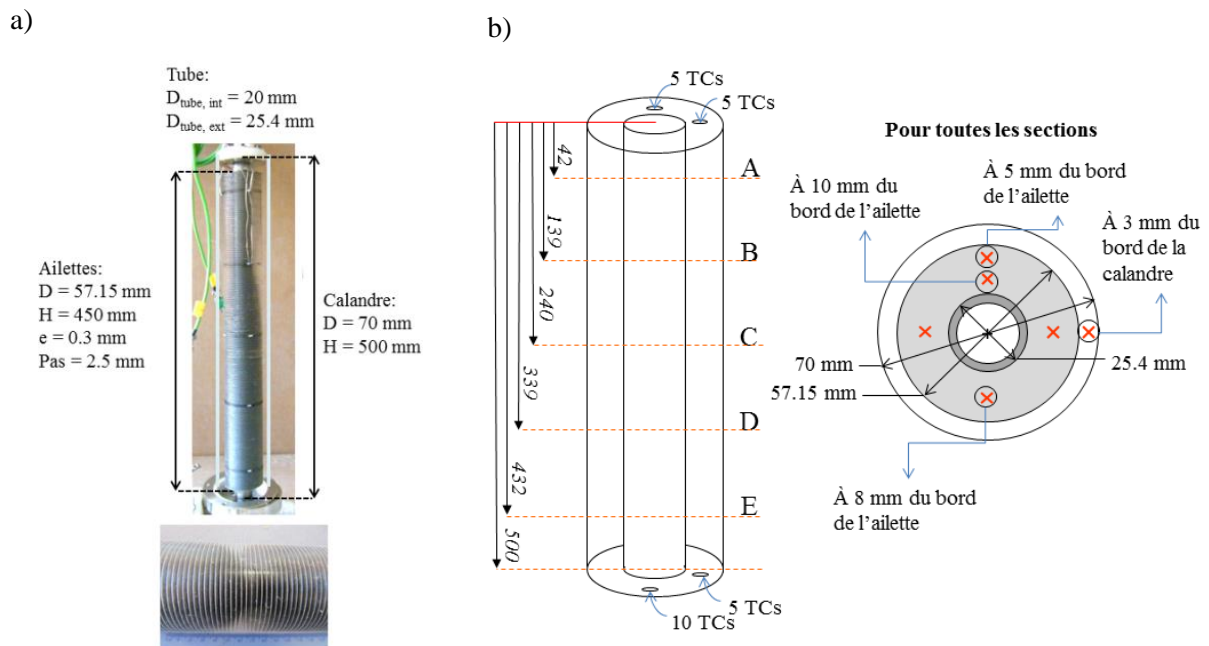 a)
Tube:
D_tube, int = 20 mm
D_tube, ext = 25.4 mm
Ailettes:
D = 57.15 mm
H = 450 mm
e = 0.3 mm
Pas = 2.5 mm
Calandre:
D = 70 mm
H = 500 mm
b)
5 TCs
5 TCs
42
139
240
339
432
500
A
B
C
D
E
5 TCs
10 TCs
Pour toutes les sections
À 10 mm du
bord de l'ailette
À 5 mm du bord
de l'ailette
À 3 mm du
bord de la
calandre
70 mm
57.15 mm
25.4 mm
À 8 mm du bord
de l'ailette